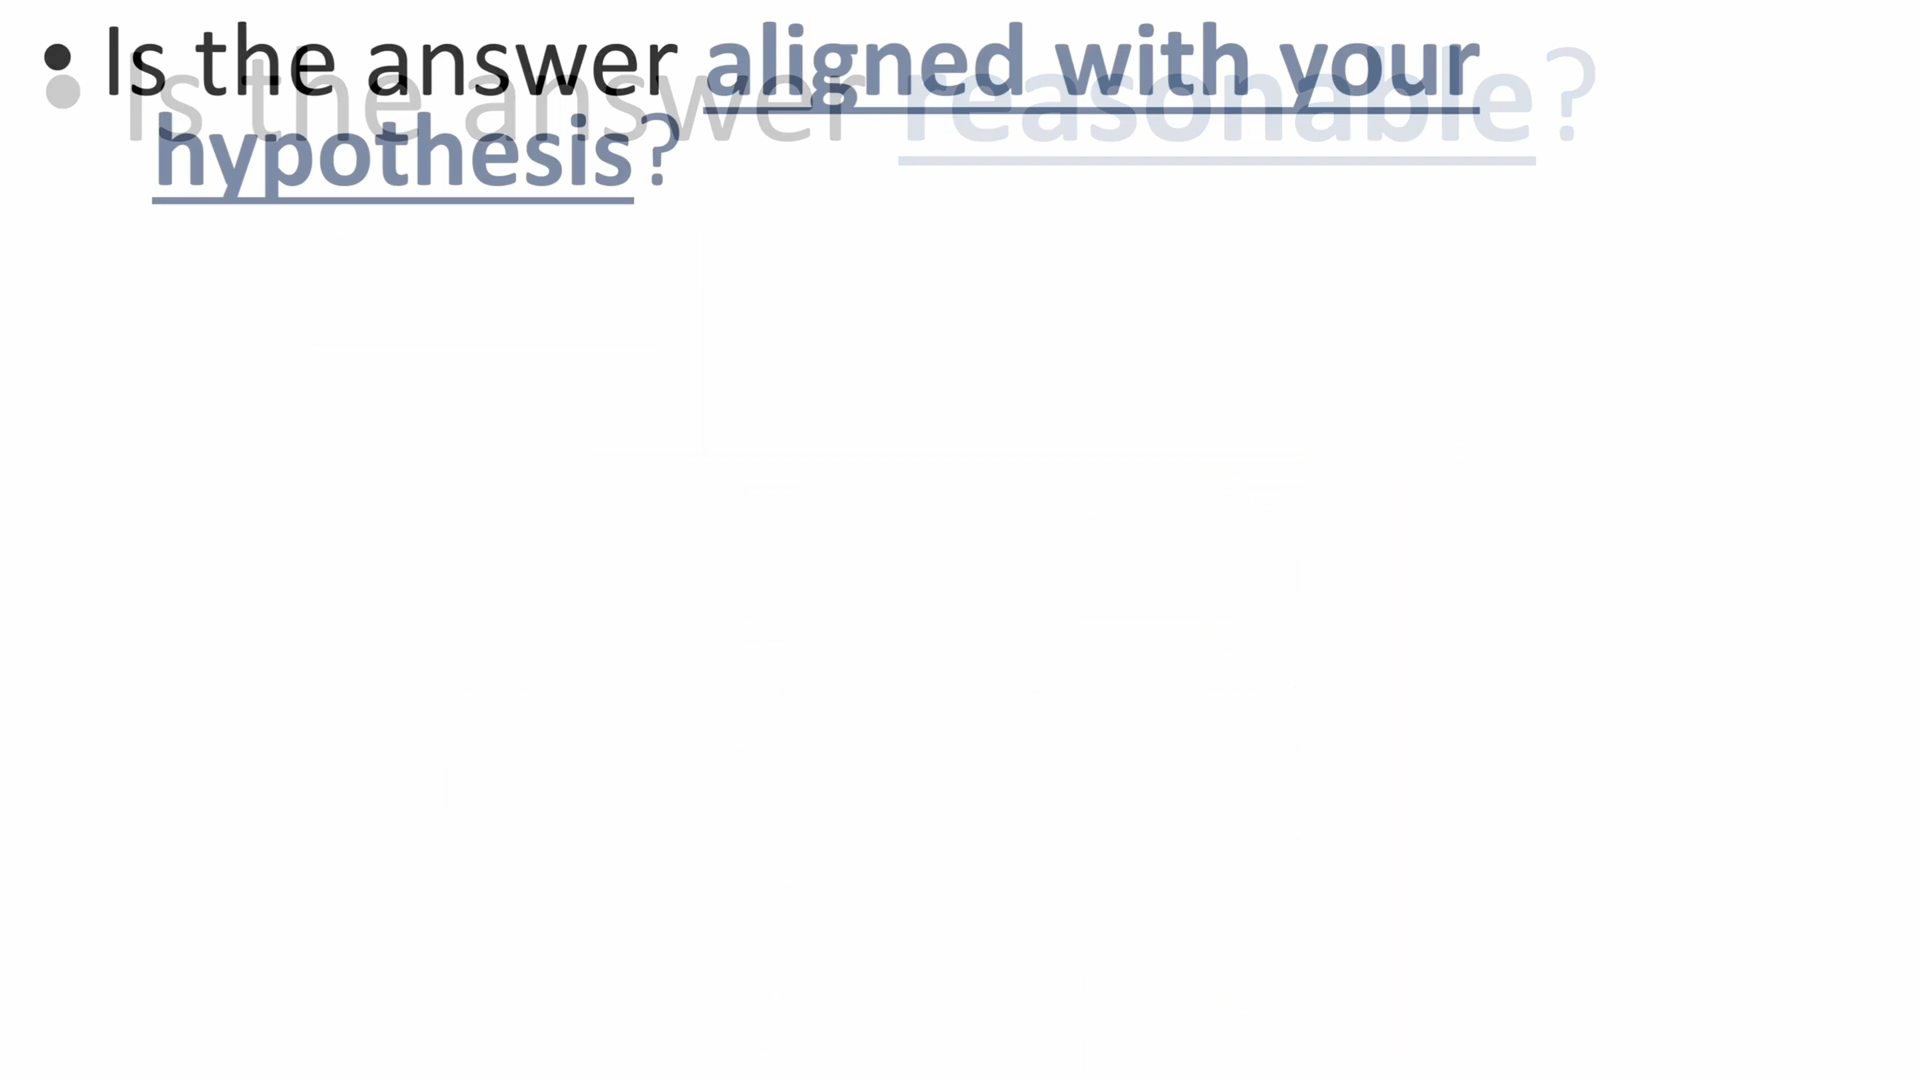 • Is the answer aligned with your
hypothesis?
• Is the answer reasonable?